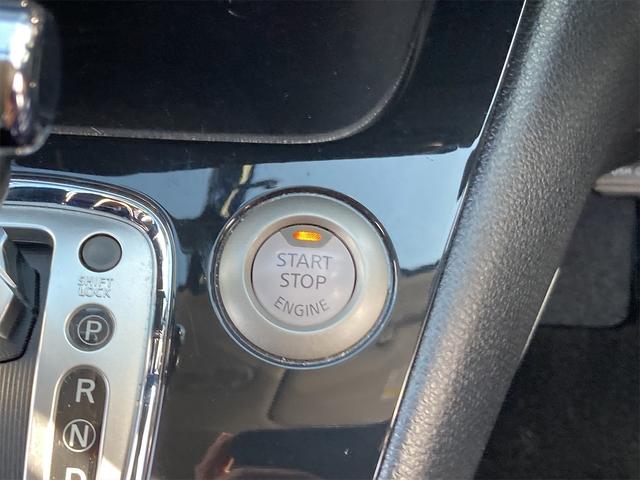 START
STOP
ENGINE
SHIFT
LOCK
P
R
N
D